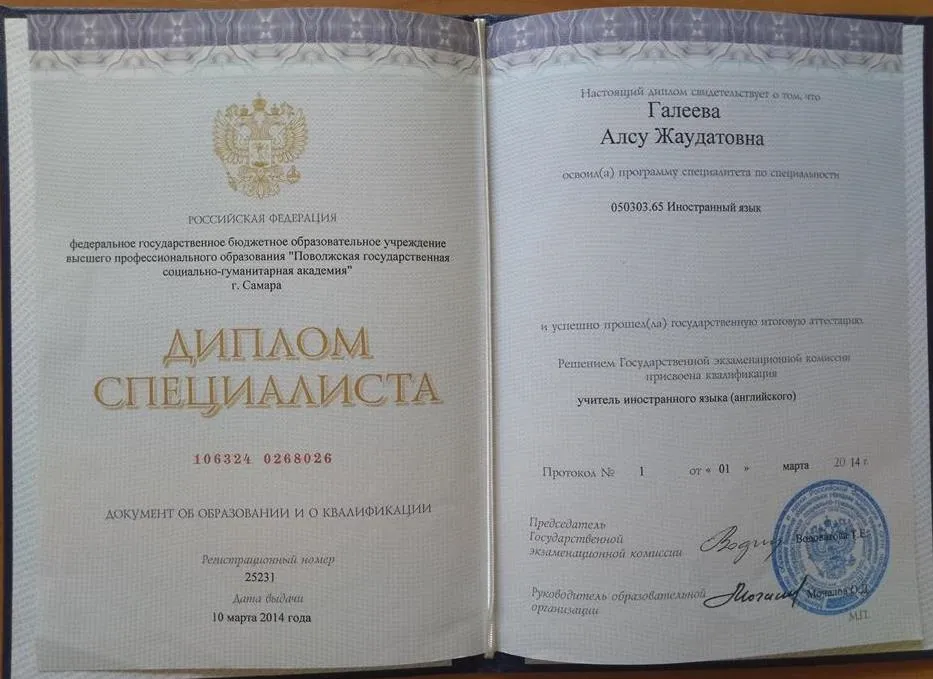 РОССИЙСКАЯ ФЕДЕРАЦИЯ
федеральное государственное бюджетное образовательное учреждение
высшего профессионального образования "Поволжская государственная
социально-гуманитарная академия"
г. Самара
ДИПЛОМ
СПЕЦИАЛИСТА
106324 0268026
ДОКУМЕНТ ОБ ОБРАЗОВАНИИ И О КВАЛИФИКАЦИИ
Регистрационный номер
25231
Дата выдачи
10 марта 2014 года
Настоящий диплом свидетельствует о том, что
Галеева
Алсу Жаудатовна
освоил(а) программу специалитета по специальности
050303.65 Иностранный язык
и успешно прошел(ла) государственную итоговую аттестацию.
Решением Государственной экзаменационной комиссии
присвоена квалификация
учитель иностранного языка (английского)
Протокол № 1 от « 01 » марта 20 14 г.
Председатель
Государственной
экзаменационной комиссии
Водоватова Т.Е.
Руководитель образовательной
организации
Мочалов О.Д.
М.П.